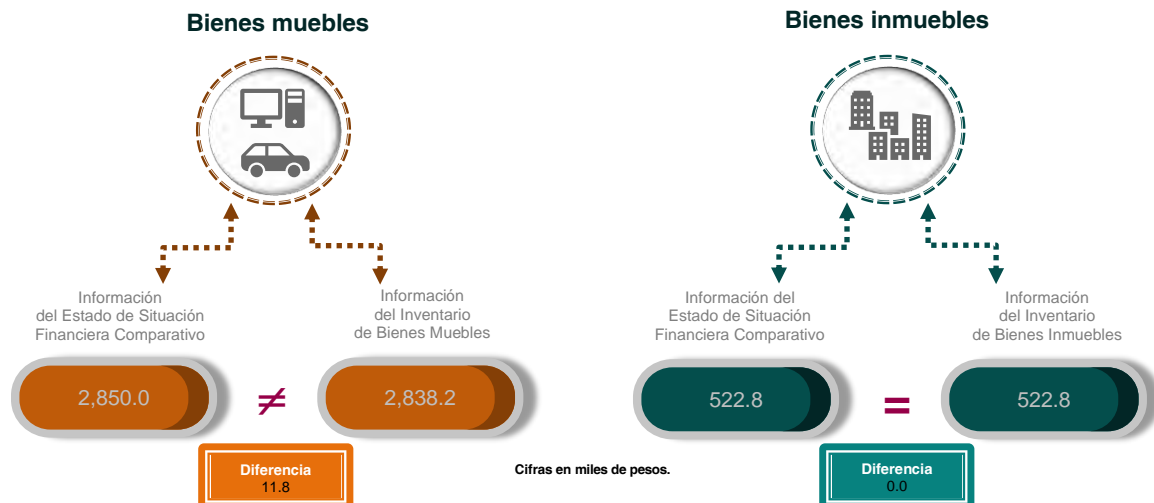 Bienes muebles
Información
del Estado de Situación
Financiera Comparativo
Información
del Inventario
de Bienes Muebles
2,850.0
≠
2,838.2
Diferencia
11.8
Cifras en miles de pesos.
Bienes inmuebles
Información del
Estado de Situación
Financiera Comparativo
Información
del Inventario
de Bienes Inmuebles
522.8
=
522.8
Diferencia
0.0